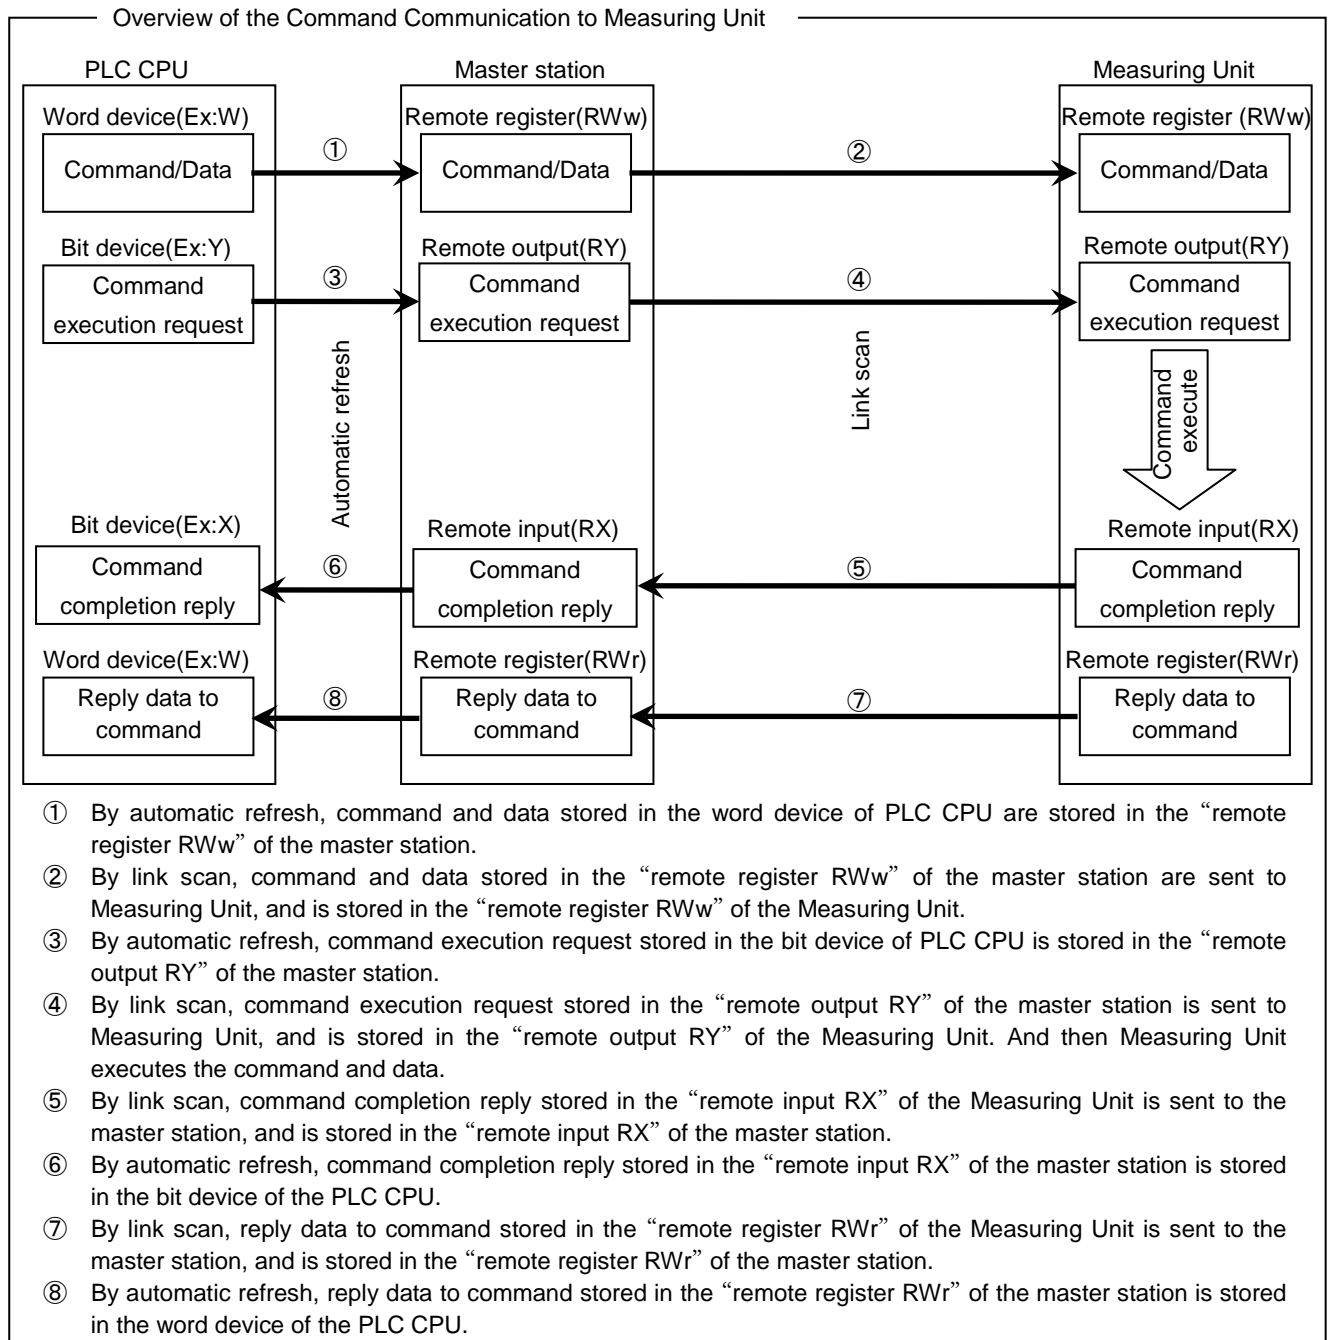 Overview of the Command Communication to Measuring Unit
PLC CPU
Master station
Measuring Unit
Word device(Ex:W)
Remote register(RWw)
Remote register (RWw)
Command/Data
①
Command/Data
②
Command/Data
Bit device(Ex:Y)
Remote output(RY)
Remote output(RY)
Command
execution request
③
Command
execution request
④
Command
execution request
Automatic refresh
Link scan
Command
execute
Bit device(Ex:X)
Remote input(RX)
Remote input(RX)
Command
completion reply
⑥
Command
completion reply
⑤
Command
completion reply
Word device(Ex:W)
Remote register(RWr)
Remote register(RWr)
Reply data to
command
⑧
Reply data to
command
⑦
Reply data to
command
① By automatic refresh, command and data stored in the word device of PLC CPU are stored in the “remote
register RWw” of the master station.
② By link scan, command and data stored in the “remote register RWw” of the master station are sent to
Measuring Unit, and is stored in the “remote register RWw” of the Measuring Unit.
③ By automatic refresh, command execution request stored in the bit device of PLC CPU is stored in the “remote
output RY” of the master station.
④ By link scan, command execution request stored in the “remote output RY” of the master station is sent to
Measuring Unit, and is stored in the “remote output RY” of the Measuring Unit. And then Measuring Unit
executes the command and data.
⑤ By link scan, command completion reply stored in the “remote input RX” of the Measuring Unit is sent to the
master station, and is stored in the “remote input RX” of the master station.
⑥ By automatic refresh, command completion reply stored in the “remote input RX” of the master station is stored
in the bit device of the PLC CPU.
⑦ By link scan, reply data to command stored in the “remote register RWr” of the Measuring Unit is sent to the
master station, and is stored in the “remote register RWr” of the master station.
⑧ By automatic refresh, reply data to command stored in the “remote register RWr” of the master station is stored
in the word device of the PLC CPU.